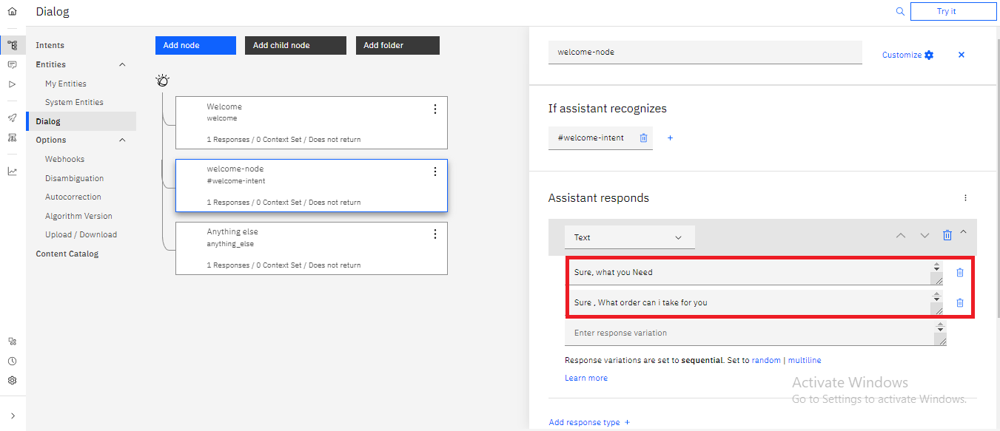 Dialog
Try it
Intents
Entities
My Entities
System Entities
Dialog
Options
Webhooks
Disambiguation
Autocorrection
Algorithm Version
Upload / Download
Content Catalog
Add node
Add child node
Add folder
Welcome
welcome
1 Responses / 0 Context Set / Does not return
welcome-node
#welcome-intent
1 Responses / 0 Context Set / Does not return
Anything else
anything_else
1 Responses / 0 Context Set / Does not return
welcome-node
Customize
If assistant recognizes
#welcome-intent
Assistant responds
Text
Sure, what you Need
Sure , What order can i take for you
Enter response variation
Response variations are set to sequential. Set to random | multiline
Learn more
Activate Windows
Go to Settings to activate Windows.
Add response type +